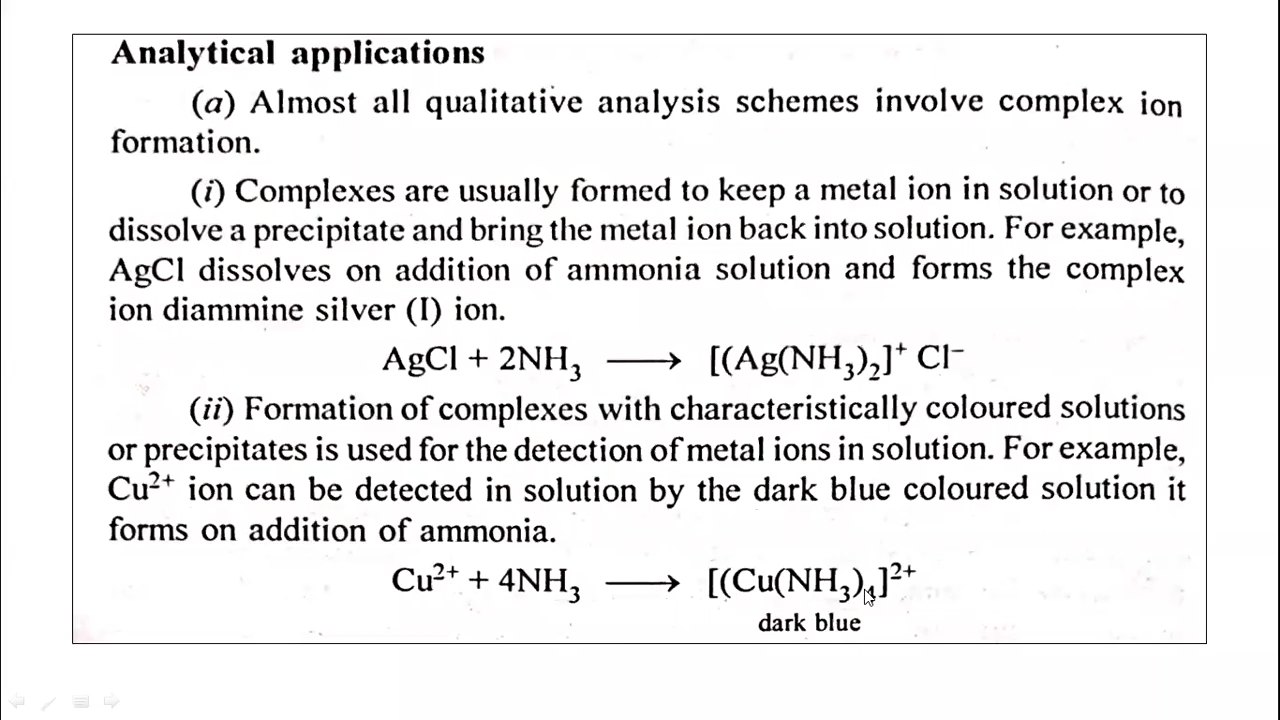 Analytical applications
(a) Almost all qualitative analysis schemes involve complex ion
formation.
(i) Complexes are usually formed to keep a metal ion in solution or to
dissolve a precipitate and bring the metal ion back into solution. For example,
AgCl dissolves on addition of ammonia solution and forms the complex
ion diammine silver (I) ion.
AgCl + 2NH₃ ⟶ [(Ag(NH₃)₂]⁺ Cl⁻
(ii) Formation of complexes with characteristically coloured solutions
or precipitates is used for the detection of metal ions in solution. For example,
Cu²⁺ ion can be detected in solution by the dark blue coloured solution it
forms on addition of ammonia.
Cu²⁺ + 4NH₃ ⟶ [(Cu(NH₃)₄]²⁺
dark blue